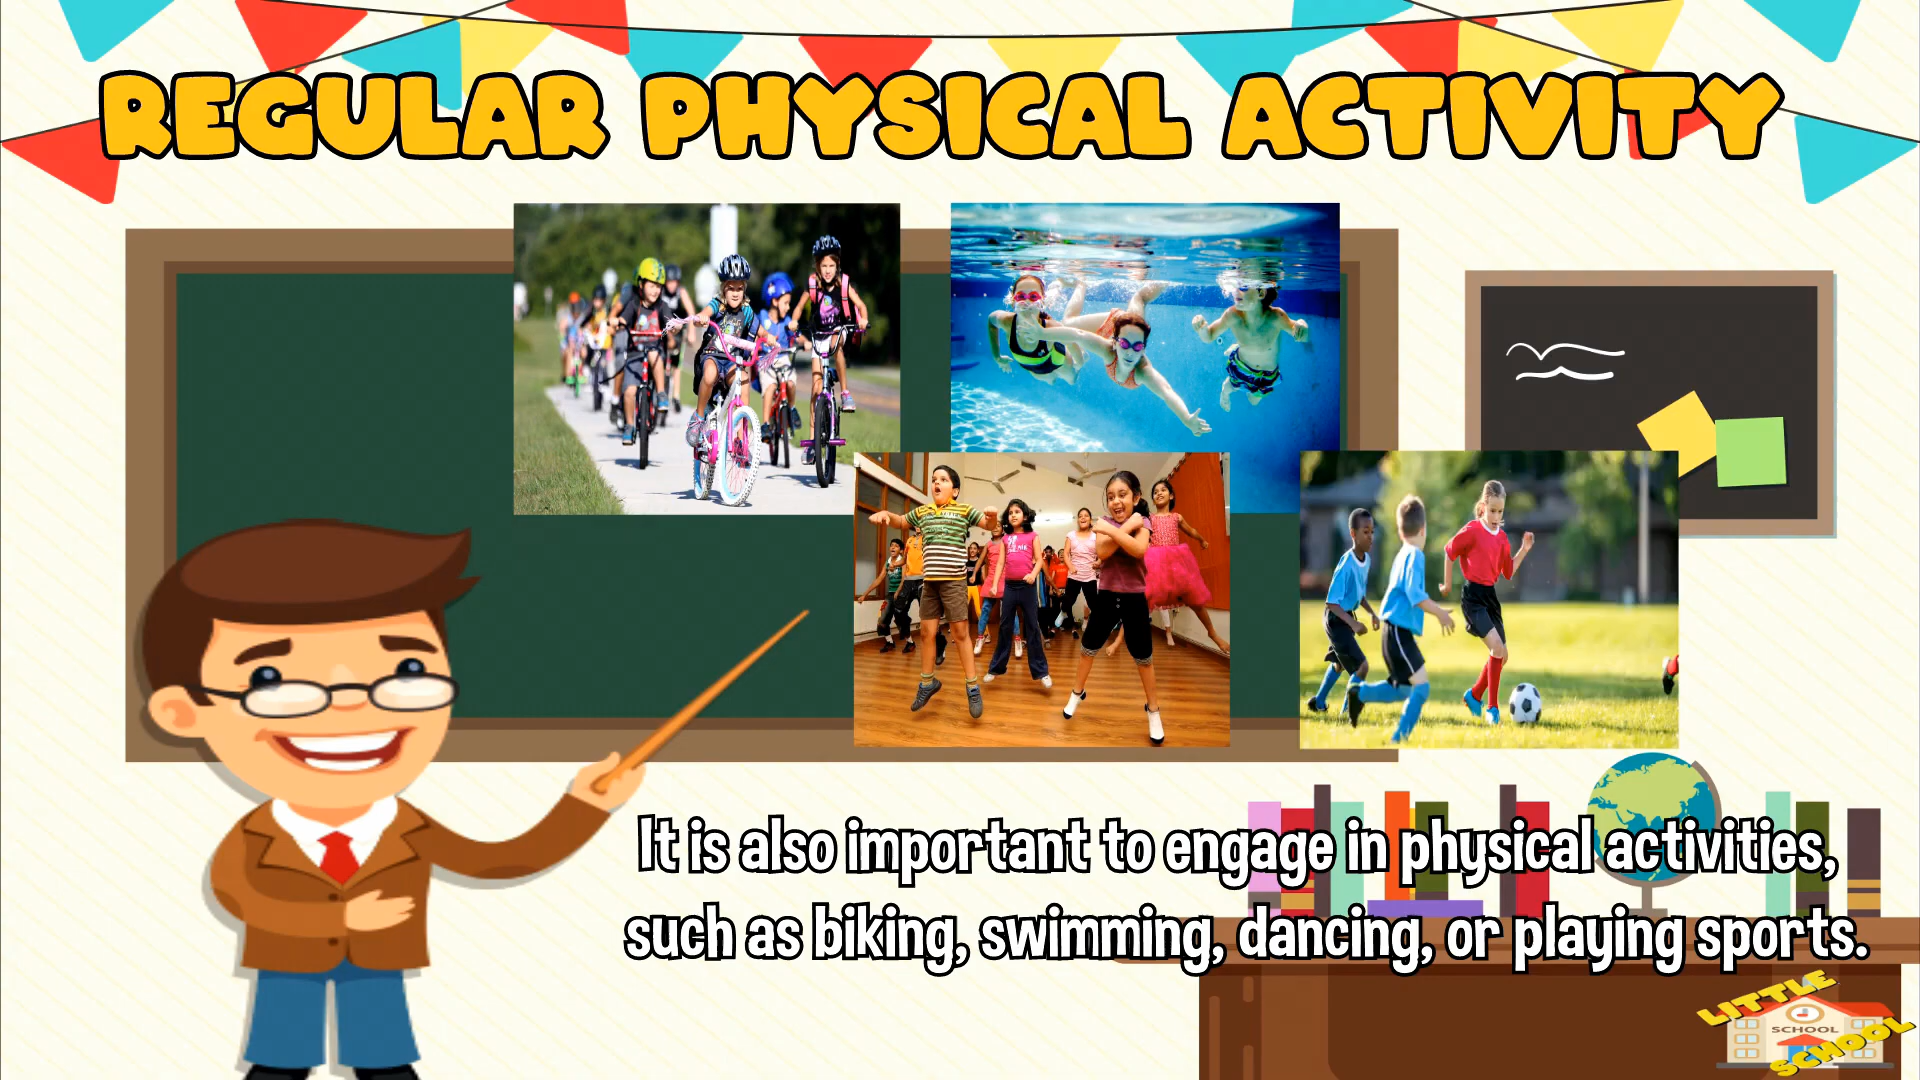 REGULAR PHYSICAL ACTIVITY
It is also important to engage in physical activities,
such as biking, swimming, dancing, or playing sports.
LITTLE
SCHOOL
SCHOOL